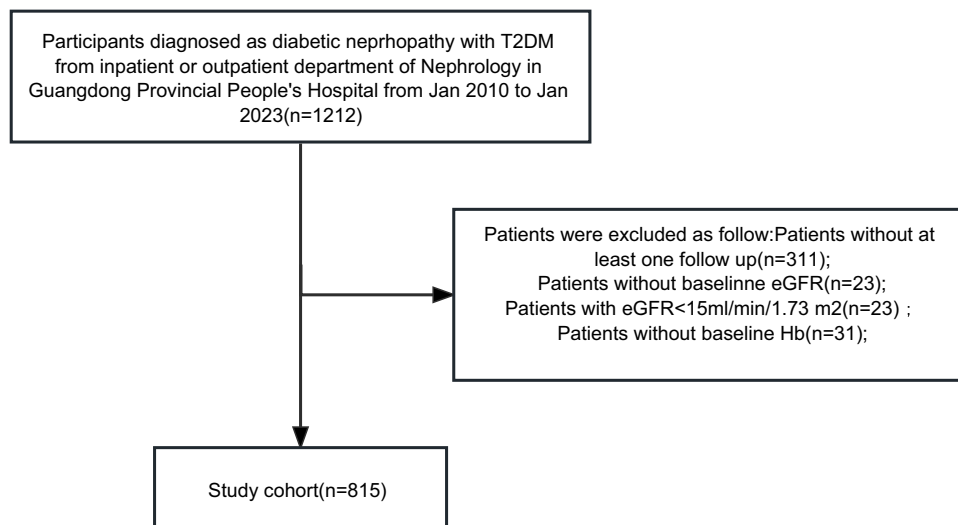 Participants diagnosed as diabetic neprhopathy with T2DM
from inpatient or outpatient department of Nephrology in
Guangdong Provincial People's Hospital from Jan 2010 to Jan
2023(n=1212)
Patients were excluded as follow:Patients without at
least one follow up(n=311);
Patients without baselinne eGFR(n=23);
Patients with eGFR<15ml/min/1.73 m2(n=23) ;
Patients without baseline Hb(n=31);
Study cohort(n=815)